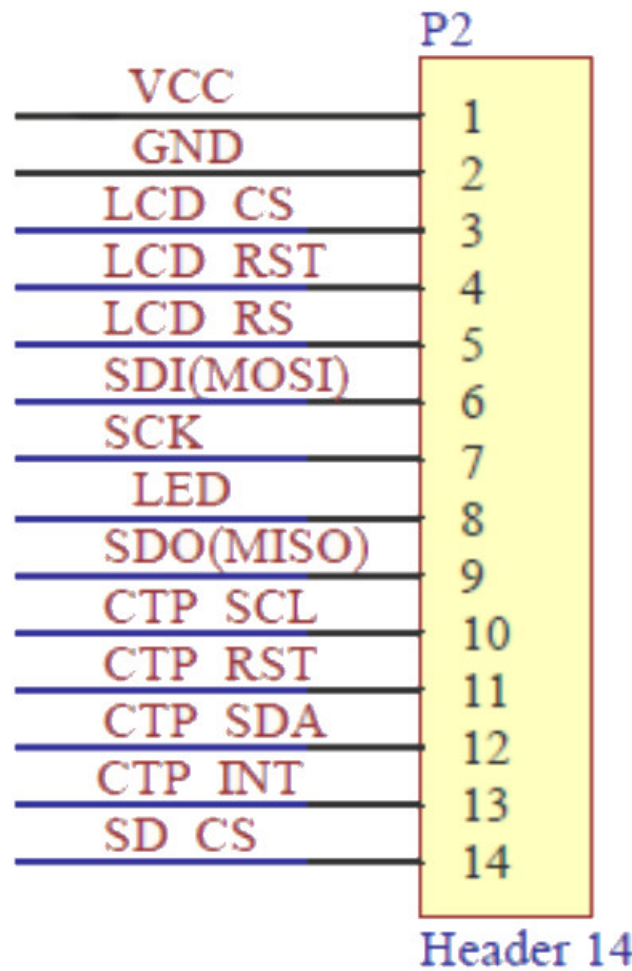 P2
VCC 1
GND 2
LCD CS 3
LCD RST 4
LCD RS 5
SDI(MOSI) 6
SCK 7
LED 8
SDO(MISO) 9
CTP SCL 10
CTP RST 11
CTP SDA 12
CTP INT 13
SD CS 14
Header 14